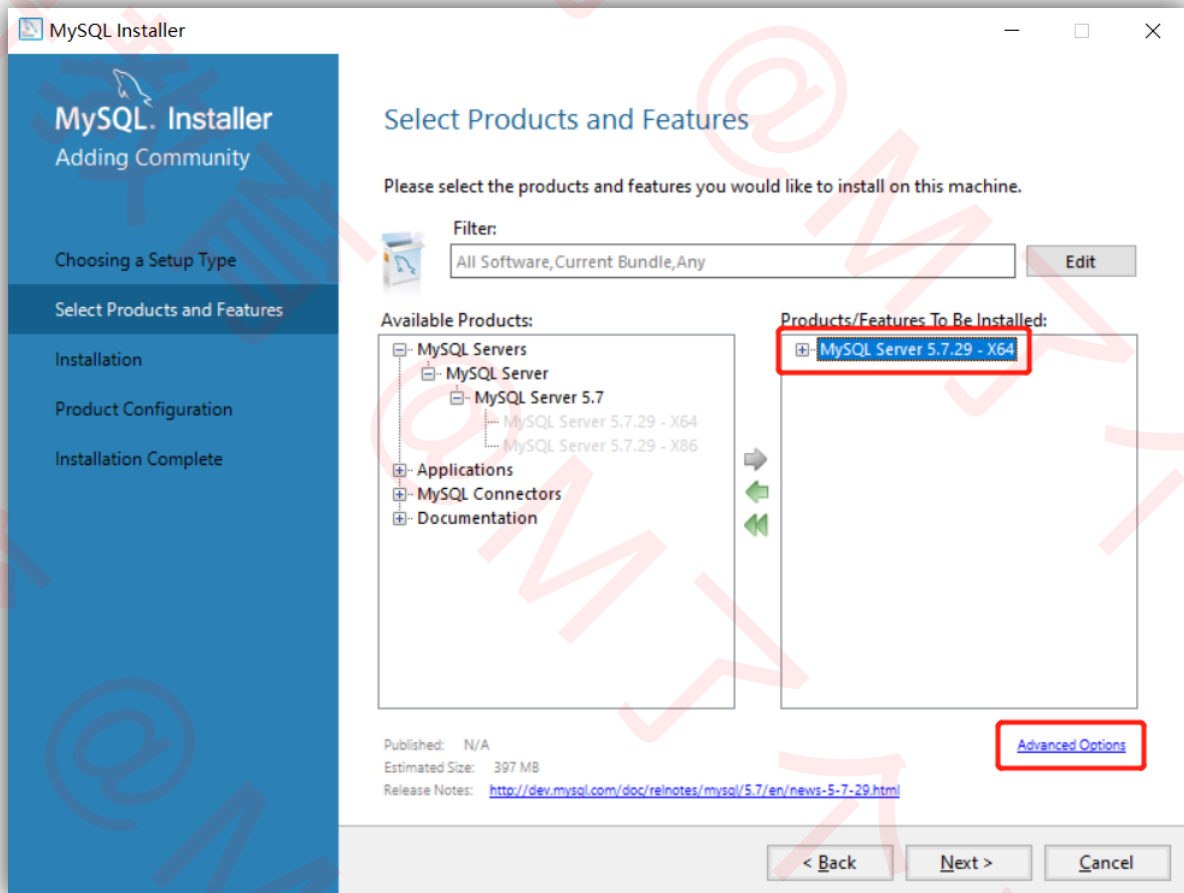 MySQL Installer
MySQL. Installer
Adding Community
Choosing a Setup Type
Select Products and Features
Installation
Product Configuration
Installation Complete
Select Products and Features
Please select the products and features you would like to install on this machine.
Filter:
All Software,Current Bundle,Any
Edit
Available Products:
MySQL Servers
MySQL Server
MySQL Server 5.7
MySQL Server 5.7.29 - X64
MySQL Server 5.7.29 - X86
Applications
MySQL Connectors
Documentation
Products/Features To Be Installed:
MySQL Server 5.7.29 - X64
Advanced Options
Published: N/A
Estimated Size: 397 MB
Release Notes: http://dev.mysql.com/doc/relnotes/mysql/5.7/en/news-5-7-29.html
< Back
Next >
Cancel